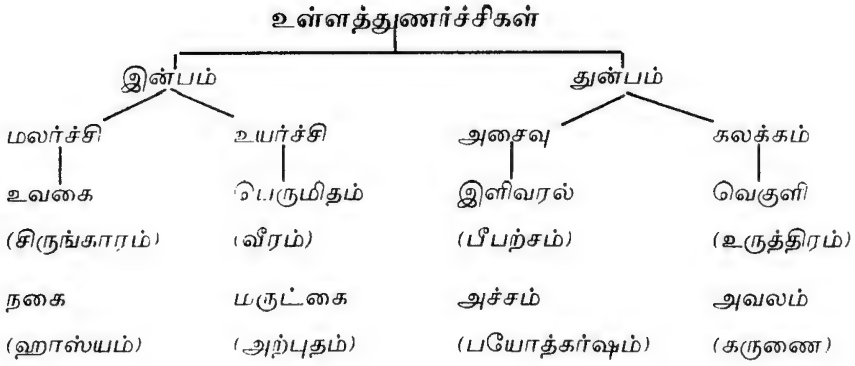 உள்ளத்துணர்ச்சிகள்
இன்பம் துன்பம்
மலர்ச்சி உயர்ச்சி அசைவு கலக்கம்
உவகை பெருமிதம் இளிவரல் வெகுளி
(சிருங்காரம்) (வீரம்) (பீபற்சம்) (உருத்திரம்)
நகை மருட்கை அச்சம் அவலம்
(ஹாஸ்யம்) (அற்புதம்) (பயோத்கர்ஷம்) (கருணை)